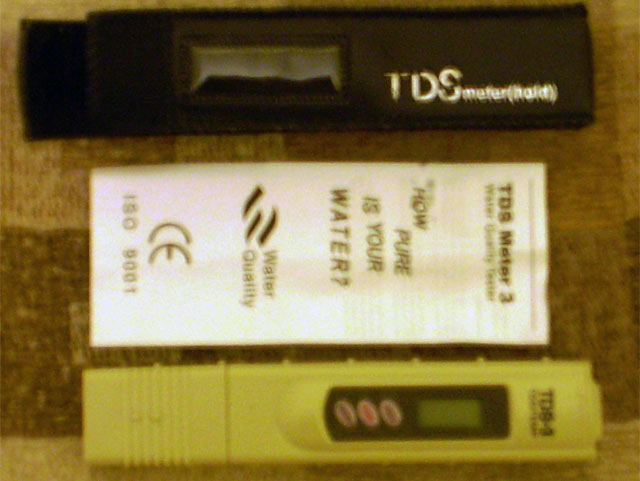 TDS meter(hold)
TDS Meter 3
Water Quality Tester
HOW
PURE
IS YOUR
WATER?
Water
Quality
CE
ISO 9001
TDS-3